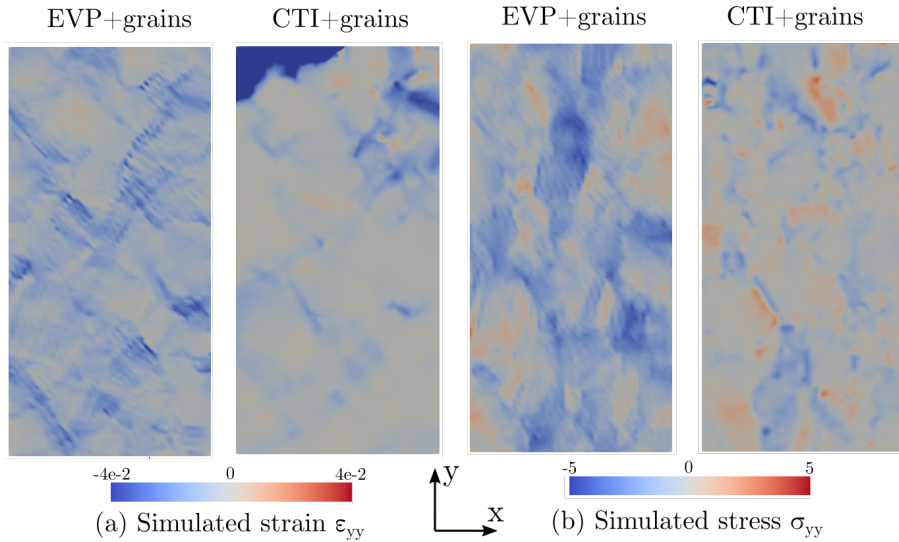 EVP+grains CTI+grains EVP+grains CTI+grains
-4e-2 0 4e-2 -5 0 5
y
x
(a) Simulated strain εyy (b) Simulated stress σyy